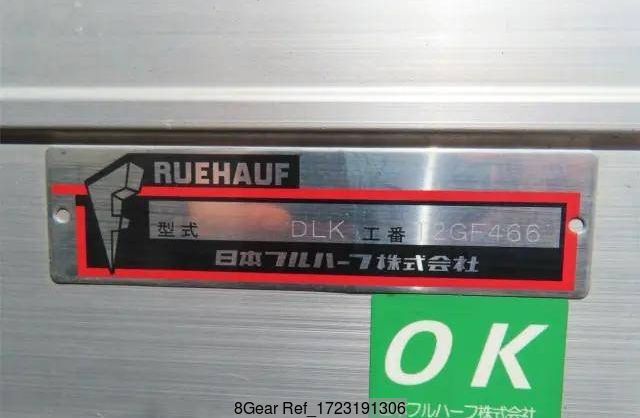 RUEHAUF
型式 DLK 工番 12GF466
日本フルハーフ株式会社
OK
フルハーフ株式会社
8Gear Ref_1723191306